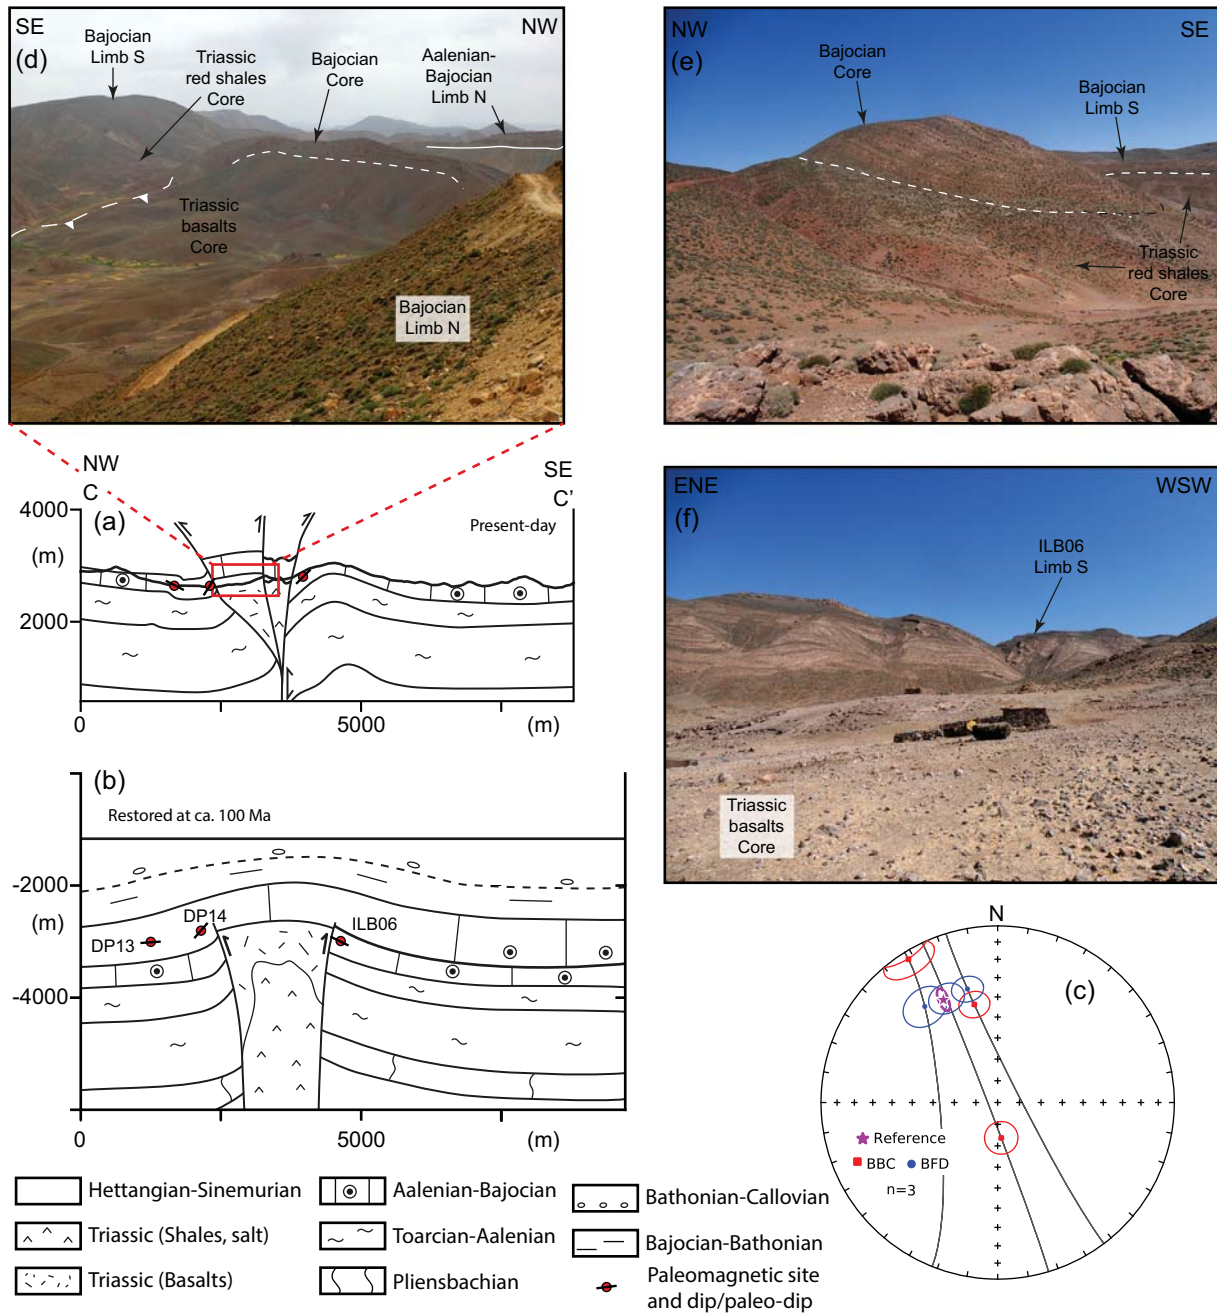 SE
NW
(d)
Bajocian
Limb S
Triassic
red shales
Core
Bajocian
Core
Aalenian-
Bajocian
Limb N
Triassic
basalts
Core
Bajocian
Limb N
NW
SE
(e)
Bajocian
Core
Bajocian
Limb S
Triassic
red shales
Core
NW
C
SE
C'
(a)
4000
(m)
2000
Present-day
0
5000
(m)
ENE
WSW
(f)
ILB06
Limb S
Triassic
basalts
Core
(b)
Restored at ca. 100 Ma
-2000
(m)
-4000
DP13
DP14
ILB06
0
5000
(m)
N
(c)
Reference
BBC
BFD
n=3
Hettangian-Sinemurian
Triassic (Shales, salt)
Triassic (Basalts)
Aalenian-Bajocian
Toarcian-Aalenian
Pliensbachian
Bathonian-Callovian
Bajocian-Bathonian
Paleomagnetic site
and dip/paleo-dip